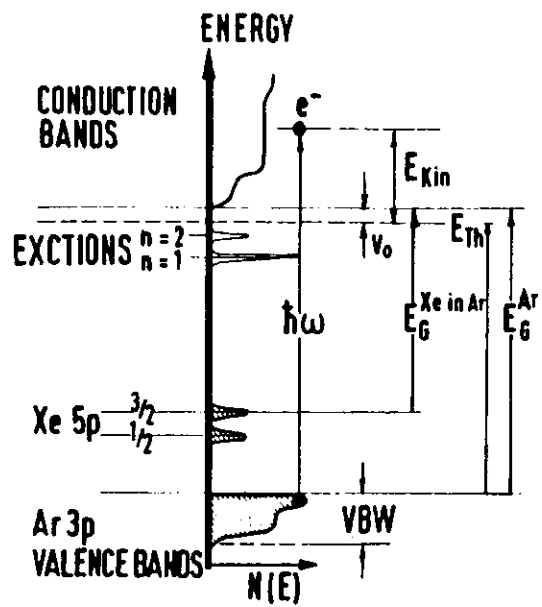 ENERGY
CONDUCTION
BANDS
e⁻
E_Kin
EXCTIONS
n=2
n=1
V₀
E_Th
ħω
E_G^Xe in Ar
E_G^Ar
Xe 5p
3/2
1/2
Ar 3p
VALENCE BANDS
VBW
N(E)